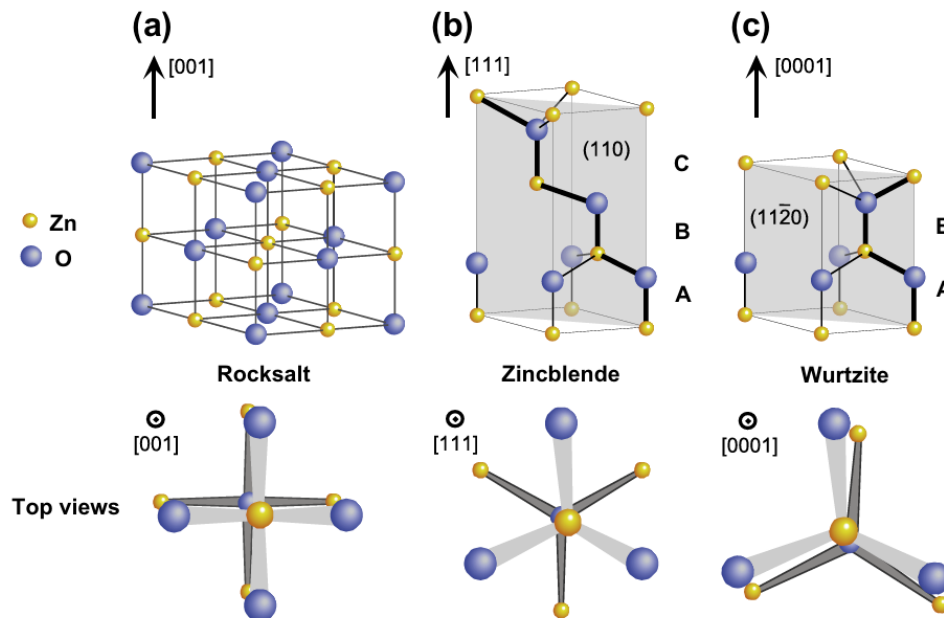 (a)
(b)
(c)
[001]
[111]
[0001]
Zn
O
(110)
C
B
A
(112̅0)
B
A
Rocksalt
Zincblende
Wurtzite
[001]
[111]
[0001]
Top views